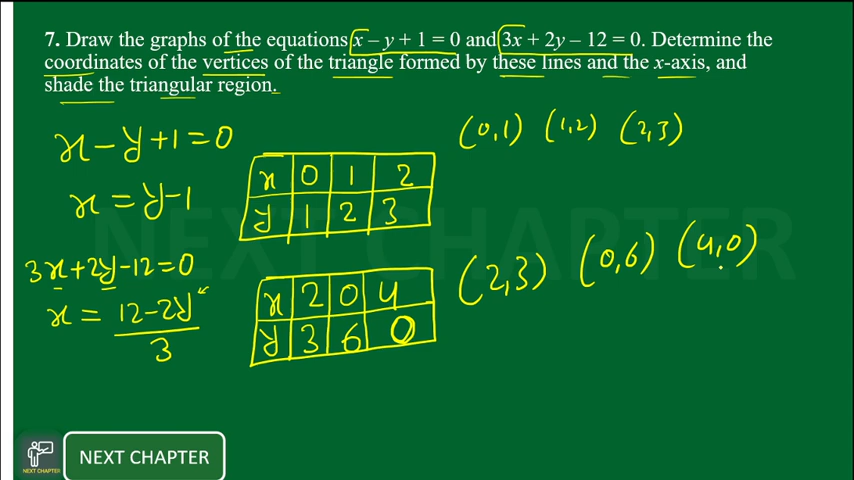 7. Draw the graphs of the equations x – y + 1 = 0 and 3x + 2y – 12 = 0. Determine the
coordinates of the vertices of the triangle formed by these lines and the x-axis, and
shade the triangular region.
x – y + 1 = 0
x = y – 1
x 0 1 2
y 1 2 3
(0,1) (1,2) (2,3)
3x + 2y – 12 = 0
x = 12 – 2y
3
x 2 0 4
y 3 6 0
(2,3) (0,6) (4,0)
NEXT CHAPTER
NEXT CHAPTER
NEXT CHAPTER